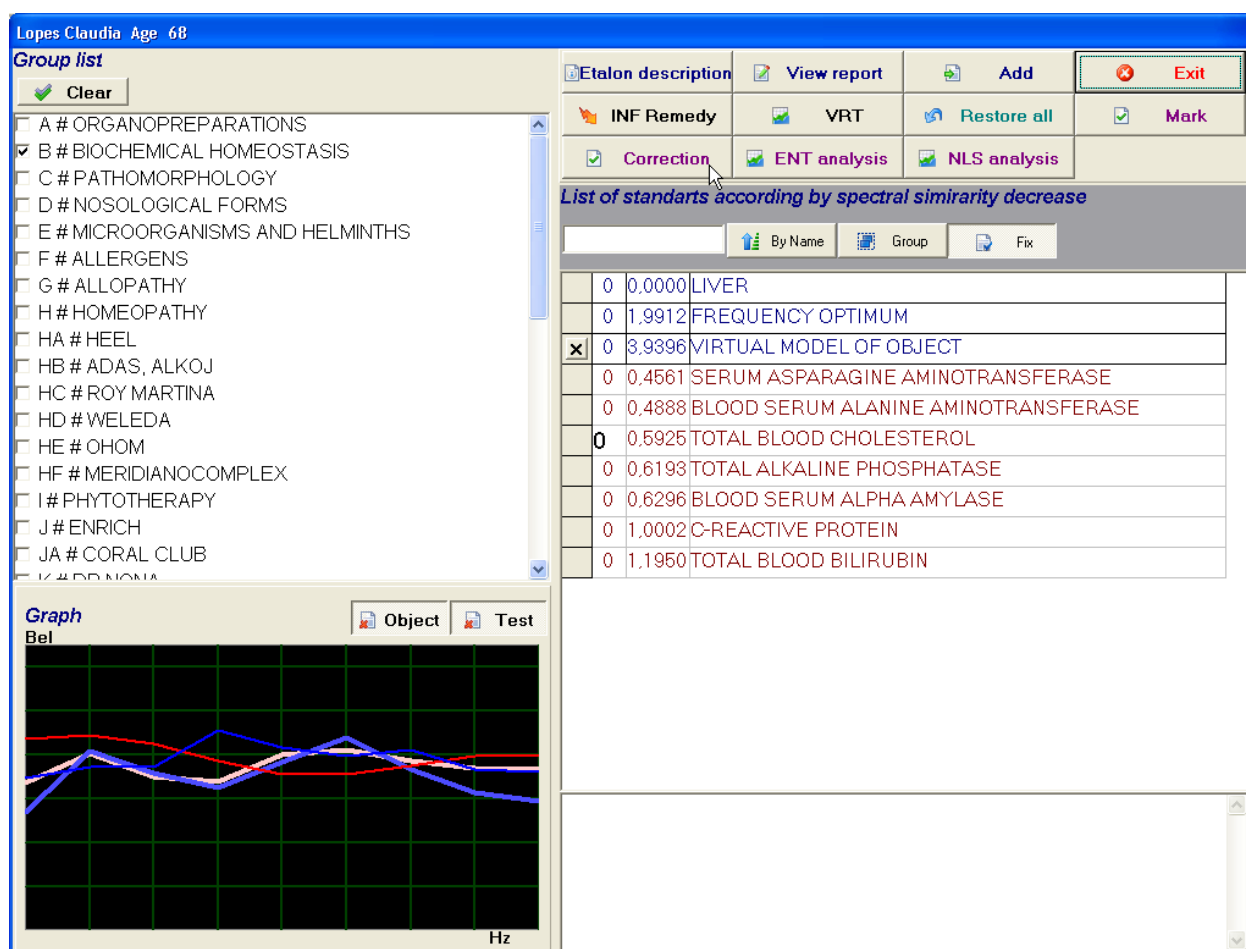 Lopes Claudia Age 68
Group list
Clear
A # ORGANOPREPARATIONS
B # BIOCHEMICAL HOMEOSTASIS
C # PATHOMORPHOLOGY
D # NOSOLOGICAL FORMS
E # MICROORGANISMS AND HELMINTHS
F # ALLERGENS
G # ALLOPATHY
H # HOMEOPATHY
HA # HEEL
HB # ADAS, ALKOJ
HC # ROY MARTINA
HD # WELEDA
HE # OHOM
HF # MERIDIANOCOMPLEX
I # PHYTOTHERAPY
J # ENRICH
JA # CORAL CLUB
K # DR NONA
Graph
Object
Test
Bel
Hz
Etalon description
View report
Add
Exit
INF Remedy
VRT
Restore all
Mark
Correction
ENT analysis
NLS analysis
List of standarts according by spectral simirarity decrease
By Name
Group
Fix
0 0,0000 LIVER
0 1,9912 FREQUENCY OPTIMUM
0 3,9396 VIRTUAL MODEL OF OBJECT
0 0,4561 SERUM ASPARAGINE AMINOTRANSFERASE
0 0,4888 BLOOD SERUM ALANINE AMINOTRANSFERASE
0 0,5925 TOTAL BLOOD CHOLESTEROL
0 0,6193 TOTAL ALKALINE PHOSPHATASE
0 0,6296 BLOOD SERUM ALPHA AMYLASE
0 1,0002 C-REACTIVE PROTEIN
0 1,1950 TOTAL BLOOD BILIRUBIN